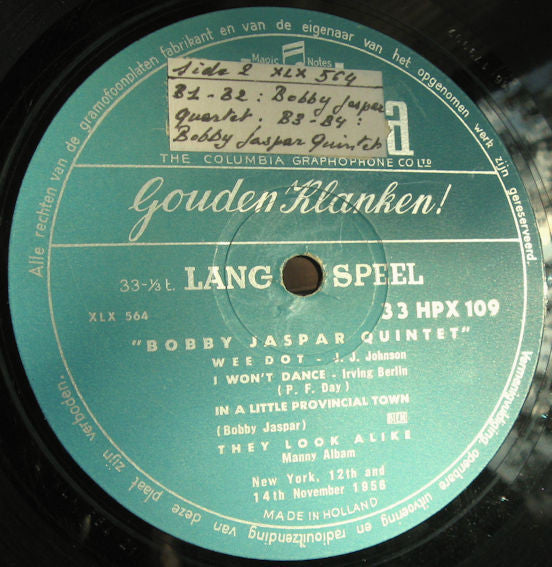 Alle rechten van de gramofoonplaten fabrikant en van de eigenaar van het opgenomen werk zijn gereserveerd.
Magic Notes
Side 2 XLX 564
B1-B2: Bobby Jaspar
Quartet. B3-B4:
Bobby Jaspar Quintet
THE COLUMBIA GRAPHOPHONE CO LTD
Gouden Klanken!
33-⅓ t. LANG SPEEL
XLX 564 33 HPX 109
"BOBBY JASPAR QUINTET"
WEE DOT - J. J. Johnson
I WON'T DANCE - Irving Berlin
(P. F. Day)
IN A LITTLE PROVINCIAL TOWN
(Bobby Jaspar)
THEY LOOK ALIKE
Manny Albam
New York, 12th and
14th November 1956
MADE IN HOLLAND
Vermenigvuldiging, openbare uitvoering en radiouitzending van deze plaat zijn verboden.